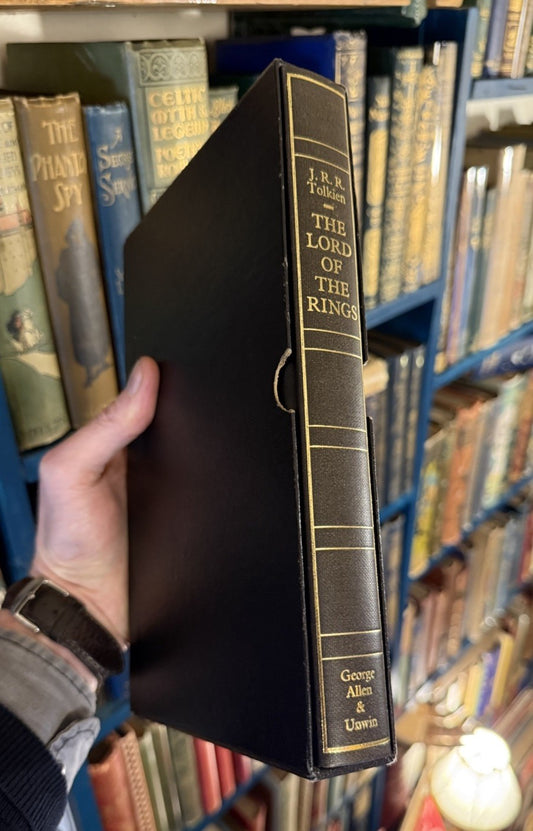 J. R. R.
Tolkien
THE
LORD
OF
THE
RINGS
George
Allen
&
Unwin
THE
PHANTOM
SPY
A
CELTIC
MYTH &
LEGEND